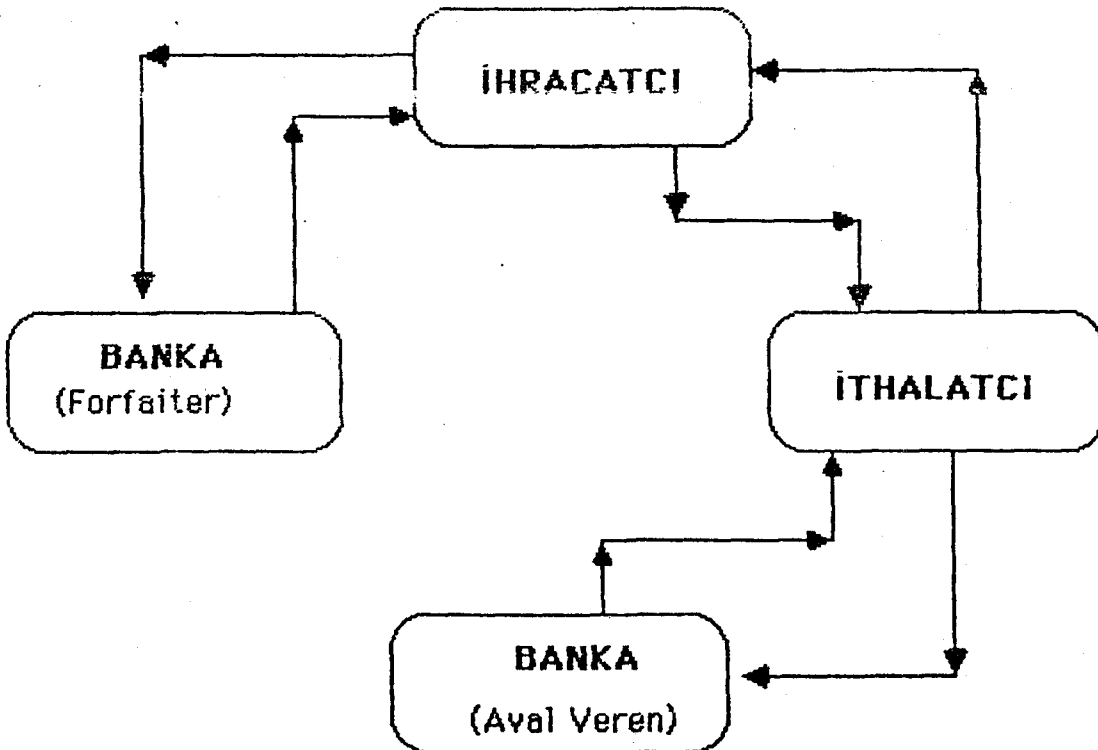 İHRACATCI
BANKA
(Forfaiter)
İTHALATCI
BANKA
(Aval Veren)